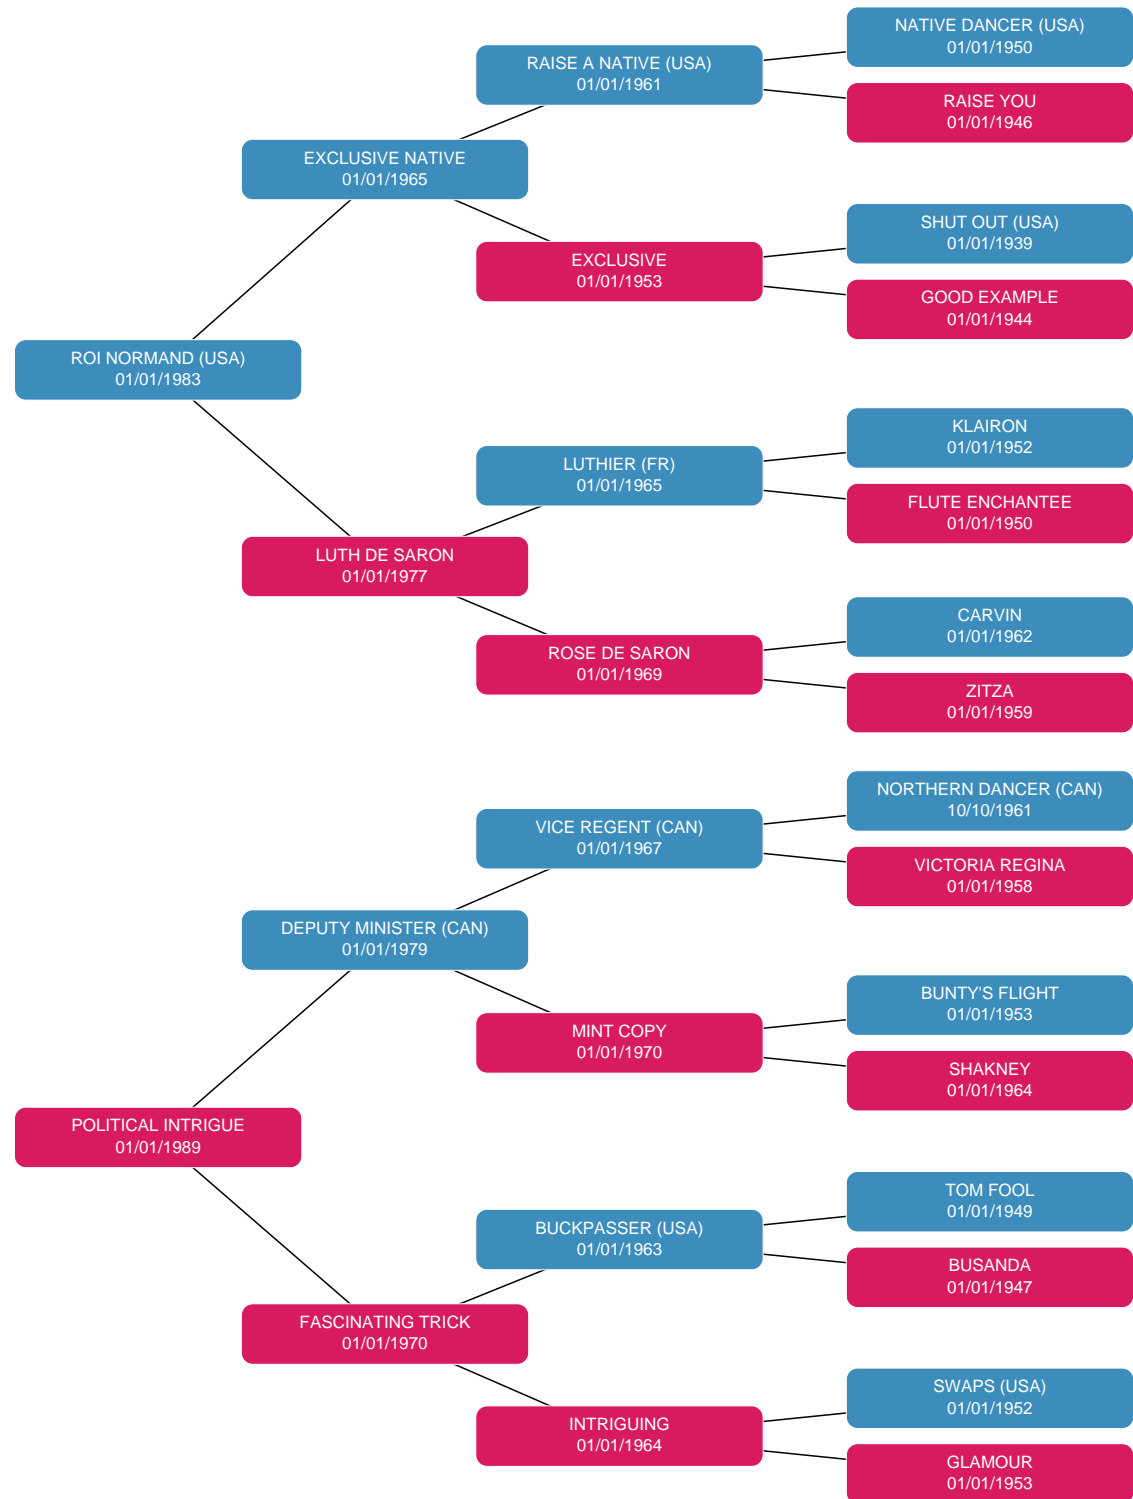 NATIVE DANCER (USA)
01/01/1950
RAISE A NATIVE (USA)
01/01/1961
RAISE YOU
01/01/1946
EXCLUSIVE NATIVE
01/01/1965
SHUT OUT (USA)
01/01/1939
EXCLUSIVE
01/01/1953
GOOD EXAMPLE
01/01/1944
ROI NORMAND (USA)
01/01/1983
KLAIRON
01/01/1952
LUTHIER (FR)
01/01/1965
FLUTE ENCHANTEE
01/01/1950
LUTH DE SARON
01/01/1977
CARVIN
01/01/1962
ROSE DE SARON
01/01/1969
ZITZA
01/01/1959
NORTHERN DANCER (CAN)
10/10/1961
VICE REGENT (CAN)
01/01/1967
VICTORIA REGINA
01/01/1958
DEPUTY MINISTER (CAN)
01/01/1979
BUNTY'S FLIGHT
01/01/1953
MINT COPY
01/01/1970
SHAKNEY
01/01/1964
POLITICAL INTRIGUE
01/01/1989
TOM FOOL
01/01/1949
BUCKPASSER (USA)
01/01/1963
BUSANDA
01/01/1947
FASCINATING TRICK
01/01/1970
SWAPS (USA)
01/01/1952
INTRIGUING
01/01/1964
GLAMOUR
01/01/1953